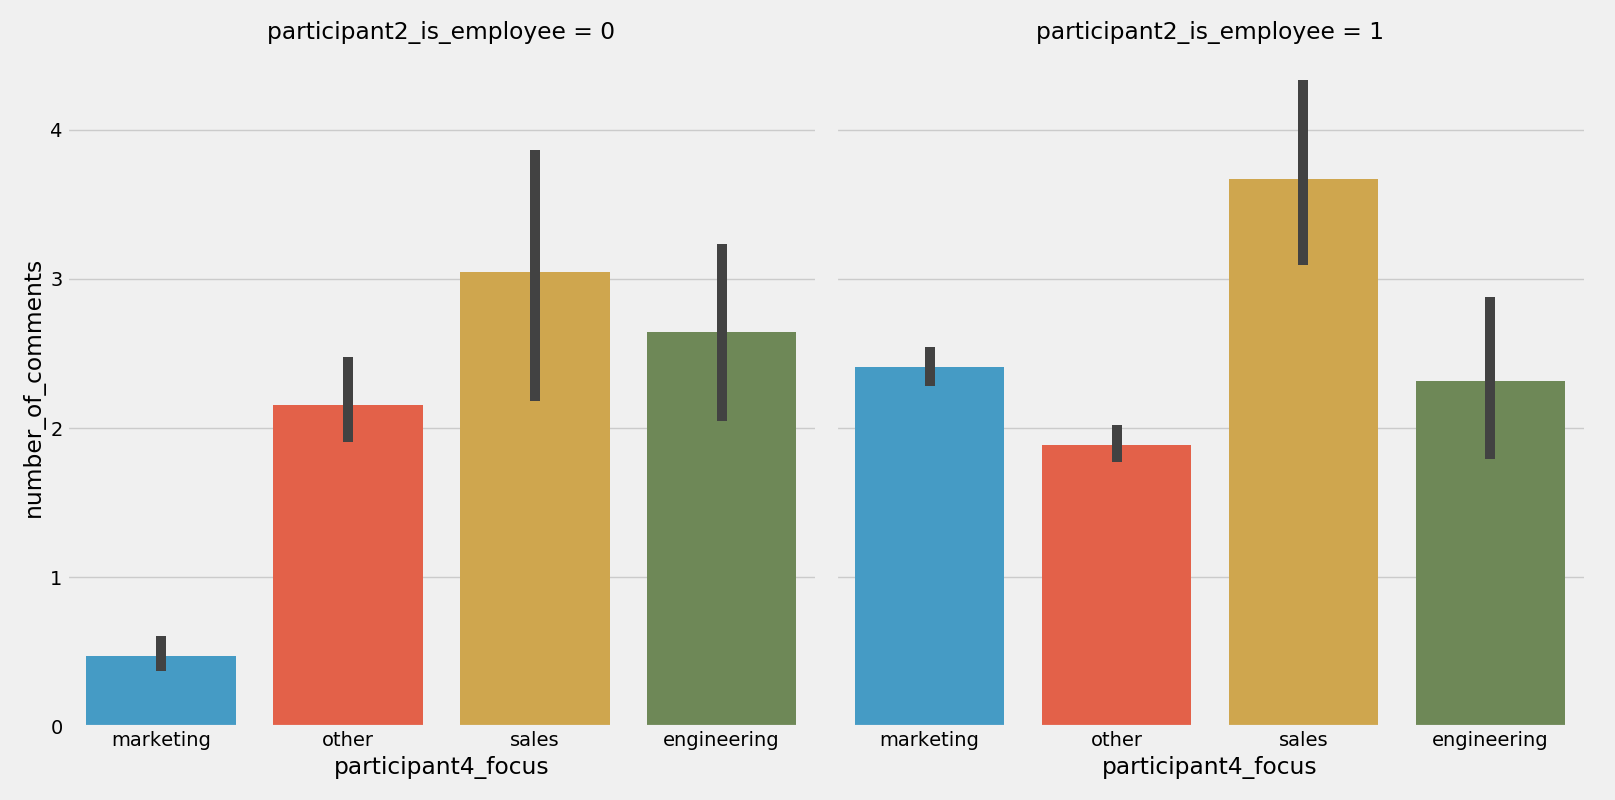 participant2_is_employee = 0
participant2_is_employee = 1
number_of_comments
4
3
2
1
0
marketing other sales engineering
marketing other sales engineering
participant4_focus
participant4_focus